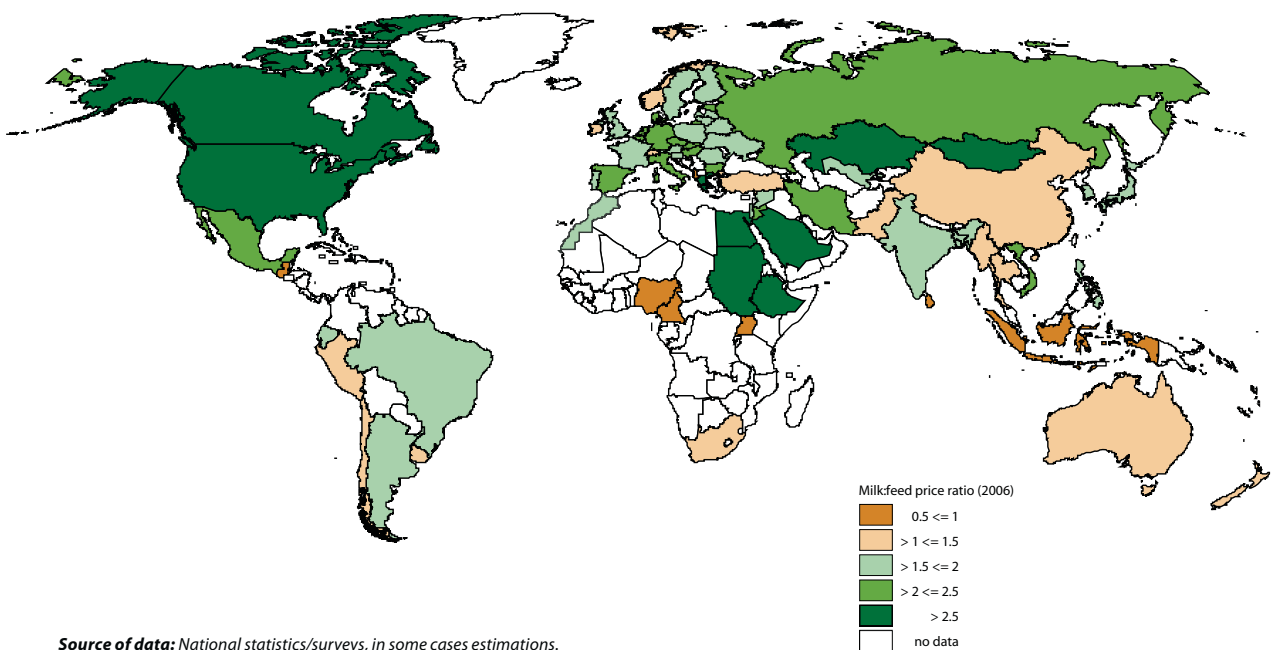 Milk:feed price ratio (2006)
0.5 <= 1
> 1 <= 1.5
> 1.5 <= 2
> 2 <= 2.5
> 2.5
no data
Source of data: National statistics/surveys, in some cases estimations.